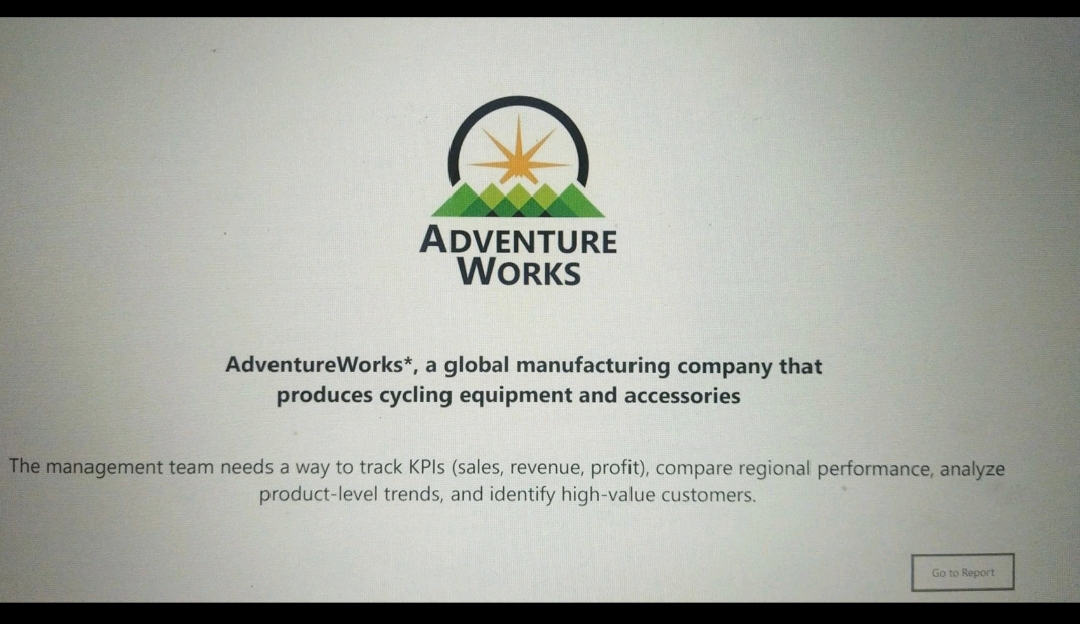 ADVENTURE
WORKS
AdventureWorks*, a global manufacturing company that
produces cycling equipment and accessories
The management team needs a way to track KPIs (sales, revenue, profit), compare regional performance, analyze
product-level trends, and identify high-value customers.
Go to Report